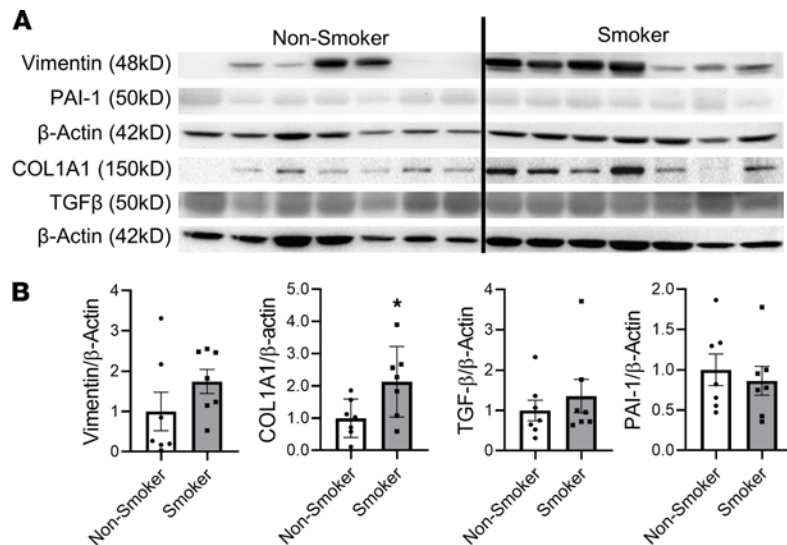 A
Non-Smoker
Smoker
Vimentin (48kD)
PAI-1 (50kD)
β-Actin (42kD)
COL1A1 (150kD)
TGFβ (50kD)
β-Actin (42kD)
B
Vimentin/β-Actin
4
3
2
1
0
Non-Smoker
Smoker
COL1A1/β-actin
5.0
4.0
3.0
2.0
1.0
0.0
*
Non-Smoker
Smoker
TGF-β/β-Actin
4
3
2
1
0
Non-Smoker
Smoker
PAI-1/β-Actin
2.0
1.5
1.0
0.5
0.0
Non-Smoker
Smoker